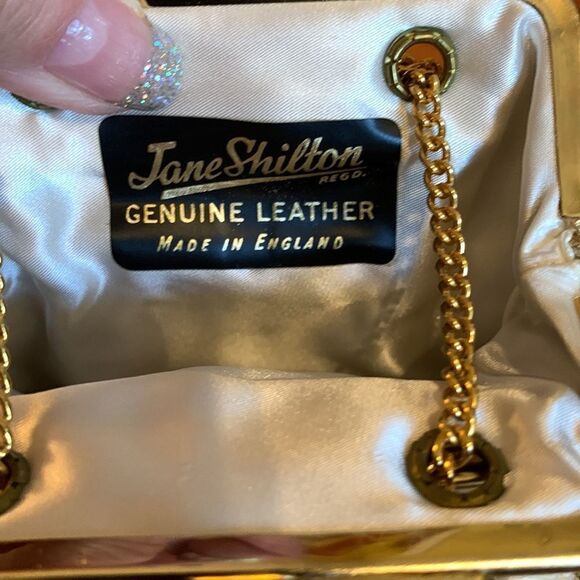 Jane Shilton
REGD.
GENUINE LEATHER
MADE IN ENGLAND